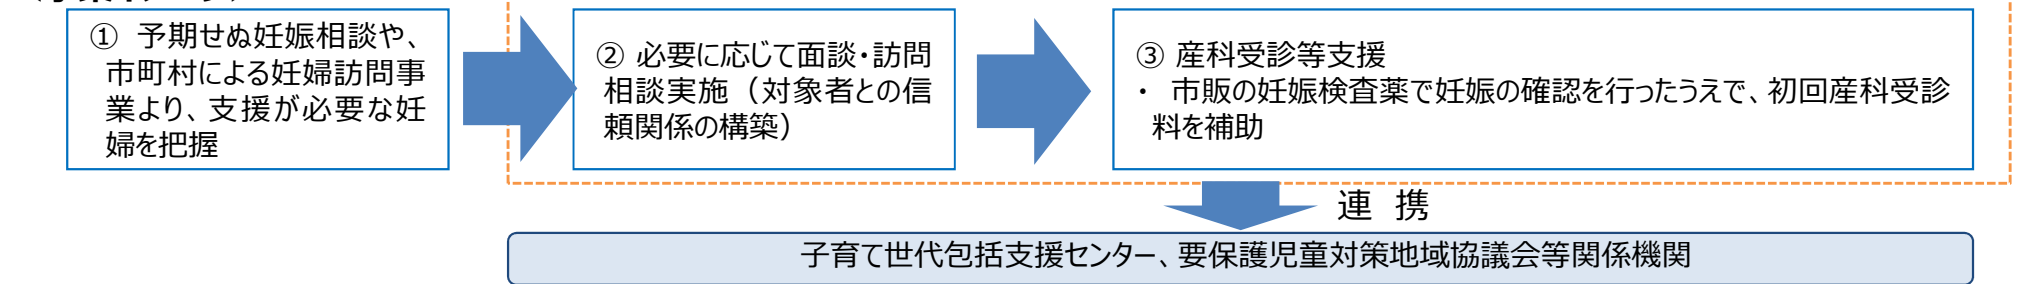 ① 予期せぬ妊娠相談や、
市町村による妊婦訪問事
業より、支援が必要な妊
婦を把握
② 必要に応じて面談・訪問
相談実施（対象者との信
頼関係の構築）
③ 産科受診等支援
・ 市販の妊娠検査薬で妊娠の確認を行ったうえで、初回産科受診
料を補助
連 携
子育て世代包括支援センター、要保護児童対策地域協議会等関係機関